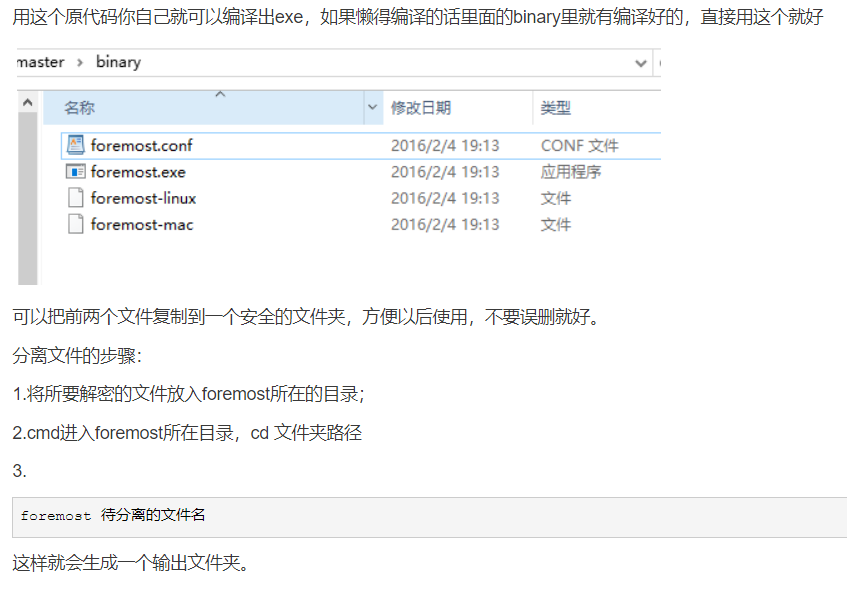 用这个原代码你自己就可以编译出exe，如果懒得编译的话里面的binary里就有编译好的，直接用这个就好
master > binary
名称 修改日期 类型
foremost.conf 2016/2/4 19:13 CONF 文件
foremost.exe 2016/2/4 19:13 应用程序
foremost-linux 2016/2/4 19:13 文件
foremost-mac 2016/2/4 19:13 文件
可以把前两个文件复制到一个安全的文件夹，方便以后使用，不要误删就好。
分离文件的步骤：
1.将所要解密的文件放入foremost所在的目录；
2.cmd进入foremost所在目录，cd 文件夹路径
3.
foremost 待分离的文件名
这样就会生成一个输出文件夹。